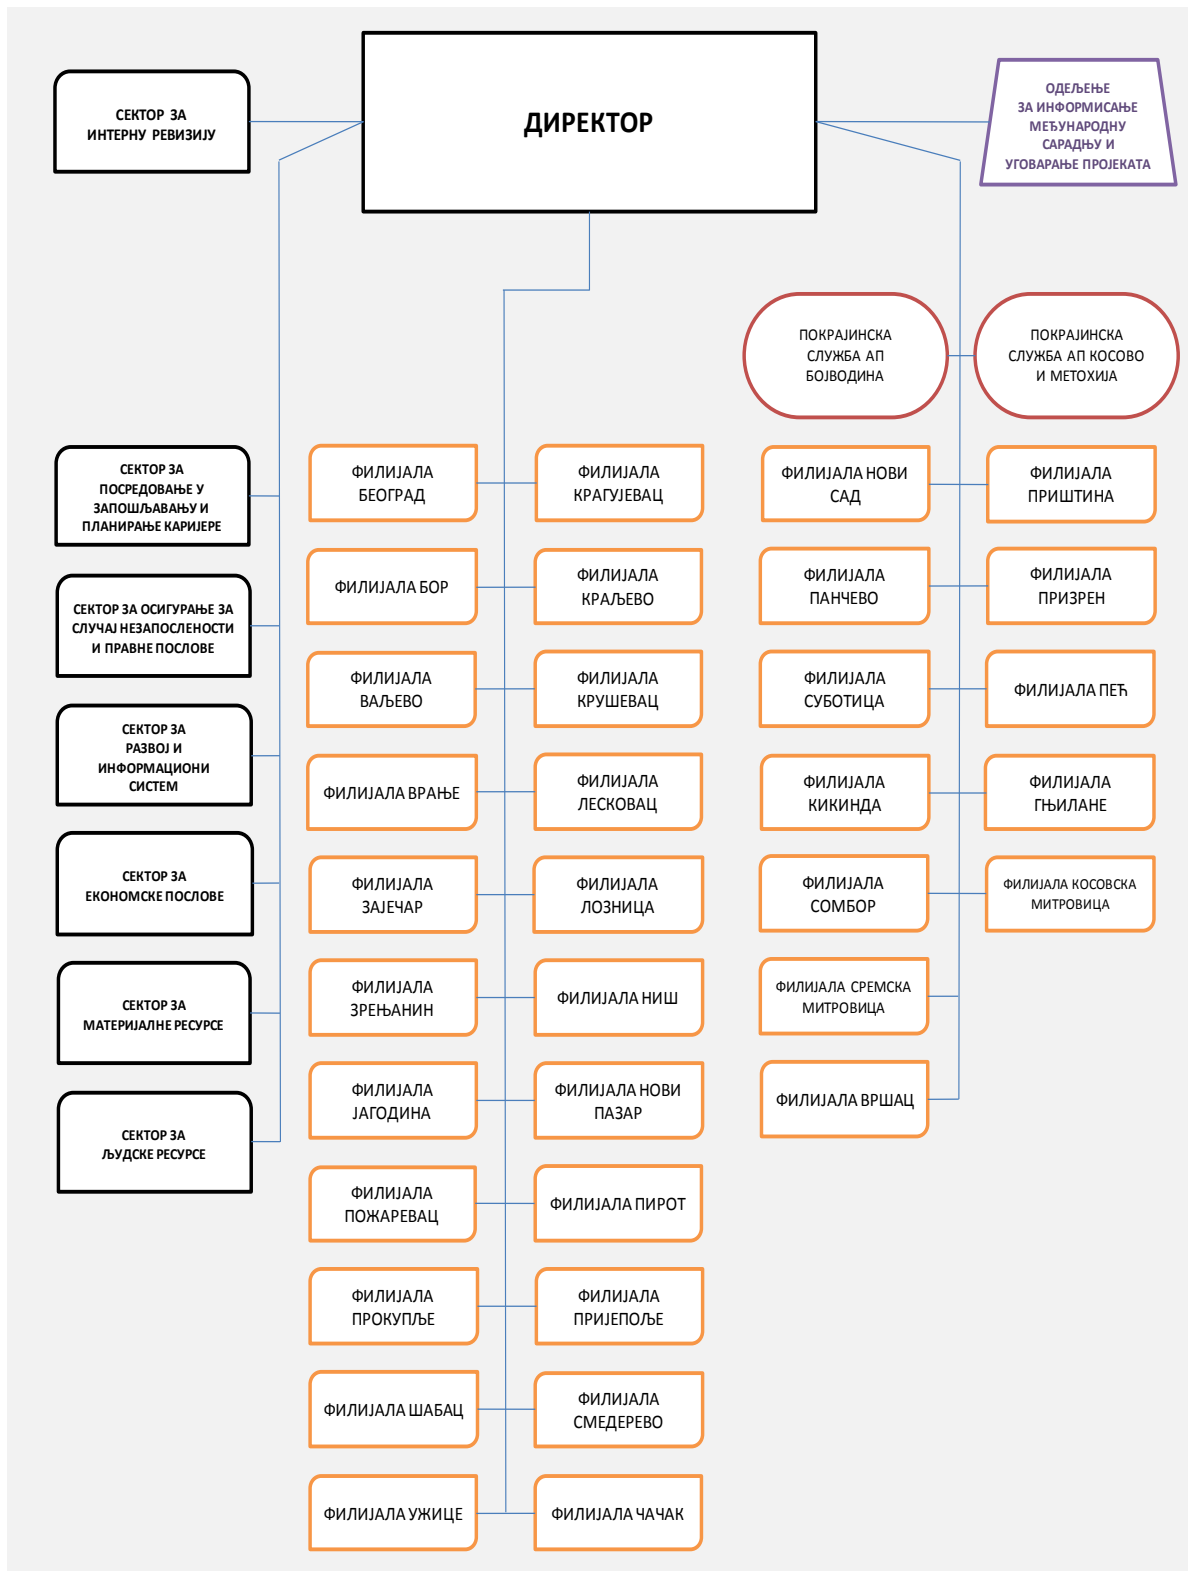 СЕКТОР ЗА
ИНТЕРНУ РЕВИЗИЈУ
ДИРЕКТОР
ОДЕЉЕЊЕ
ЗА ИНФОРМИСАЊЕ
МЕЂУНАРОДНУ
САРАДЊУ И
УГОВАРАЊЕ ПРОЈЕКАТА
ПОКРАЈИНСКА
СЛУЖБА АП
БОЈВОДИНА
ПОКРАЈИНСКА
СЛУЖБА АП КОСОВО
И МЕТОХИЈА
СЕКТОР ЗА
ПОСРЕДОВАЊЕ У
ЗАПОШЉАВАЊУ И
ПЛАНИРАЊЕ КАРИЈЕРЕ
СЕКТОР ЗА ОСИГУРАЊЕ ЗА
СЛУЧАЈ НЕЗАПОСЛЕНОСТИ
И ПРАВНЕ ПОСЛОВЕ
СЕКТОР ЗА
РАЗВОЈ И
ИНФОРМАЦИОНИ
СИСТЕМ
СЕКТОР ЗА
ЕКОНОМСКЕ ПОСЛОВЕ
СЕКТОР ЗА
МАТЕРИЈАЛНЕ РЕСУРСЕ
СЕКТОР ЗА
ЉУДСКЕ РЕСУРСЕ
ФИЛИЈАЛА
БЕОГРАД
ФИЛИЈАЛА
КРАГУЈЕВАЦ
ФИЛИЈАЛА БОР
ФИЛИЈАЛА
КРАЉЕВО
ФИЛИЈАЛА
ВАЉЕВО
ФИЛИЈАЛА
КРУШЕВАЦ
ФИЛИЈАЛА ВРАЊЕ
ФИЛИЈАЛА
ЛЕСКОВАЦ
ФИЛИЈАЛА
ЗАЈЕЧАР
ФИЛИЈАЛА
ЛОЗНИЦА
ФИЛИЈАЛА
ЗРЕЊАНИН
ФИЛИЈАЛА НИШ
ФИЛИЈАЛА
ЈАГОДИНА
ФИЛИЈАЛА НОВИ
ПАЗАР
ФИЛИЈАЛА
ПОЖАРЕВАЦ
ФИЛИЈАЛА ПИРОТ
ФИЛИЈАЛА
ПРОКУПЉЕ
ФИЛИЈАЛА
ПРИЈЕПОЉЕ
ФИЛИЈАЛА ШАБАЦ
ФИЛИЈАЛА
СМЕДЕРЕВО
ФИЛИЈАЛА УЖИЦЕ
ФИЛИЈАЛА ЧАЧАК
ФИЛИЈАЛА НОВИ
САД
ФИЛИЈАЛА
ПРИШТИНА
ФИЛИЈАЛА
ПАНЧЕВО
ФИЛИЈАЛА
ПРИЗРЕН
ФИЛИЈАЛА
СУБОТИЦА
ФИЛИЈАЛА ПЕЋ
ФИЛИЈАЛА
КИКИНДА
ФИЛИЈАЛА
ГЊИЛАНЕ
ФИЛИЈАЛА
СОМБОР
ФИЛИЈАЛА КОСОВСКА
МИТРОВИЦА
ФИЛИЈАЛА СРЕМСКА
МИТРОВИЦА
ФИЛИЈАЛА ВРШАЦ